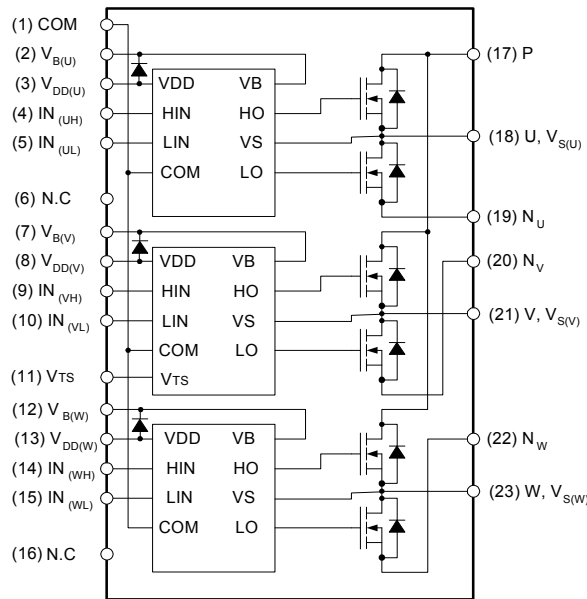 (1) COM
(2) VB(U)
(3) VDD(U)
(4) IN (UH)
(5) IN (UL)
(6) N.C
(7) VB(V)
(8) VDD(V)
(9) IN (VH)
(10) IN (VL)
(11) VTS
(12) VB(W)
(13) VDD(W)
(14) IN (WH)
(15) IN (WL)
(16) N.C
VDD VB
HIN HO
LIN VS
COM LO
VDD VB
HIN HO
LIN VS
COM LO
VTS
VDD VB
HIN HO
LIN VS
COM LO
(17) P
(18) U, VS(U)
(19) NU
(20) NV
(21) V, VS(V)
(22) NW
(23) W, VS(W)